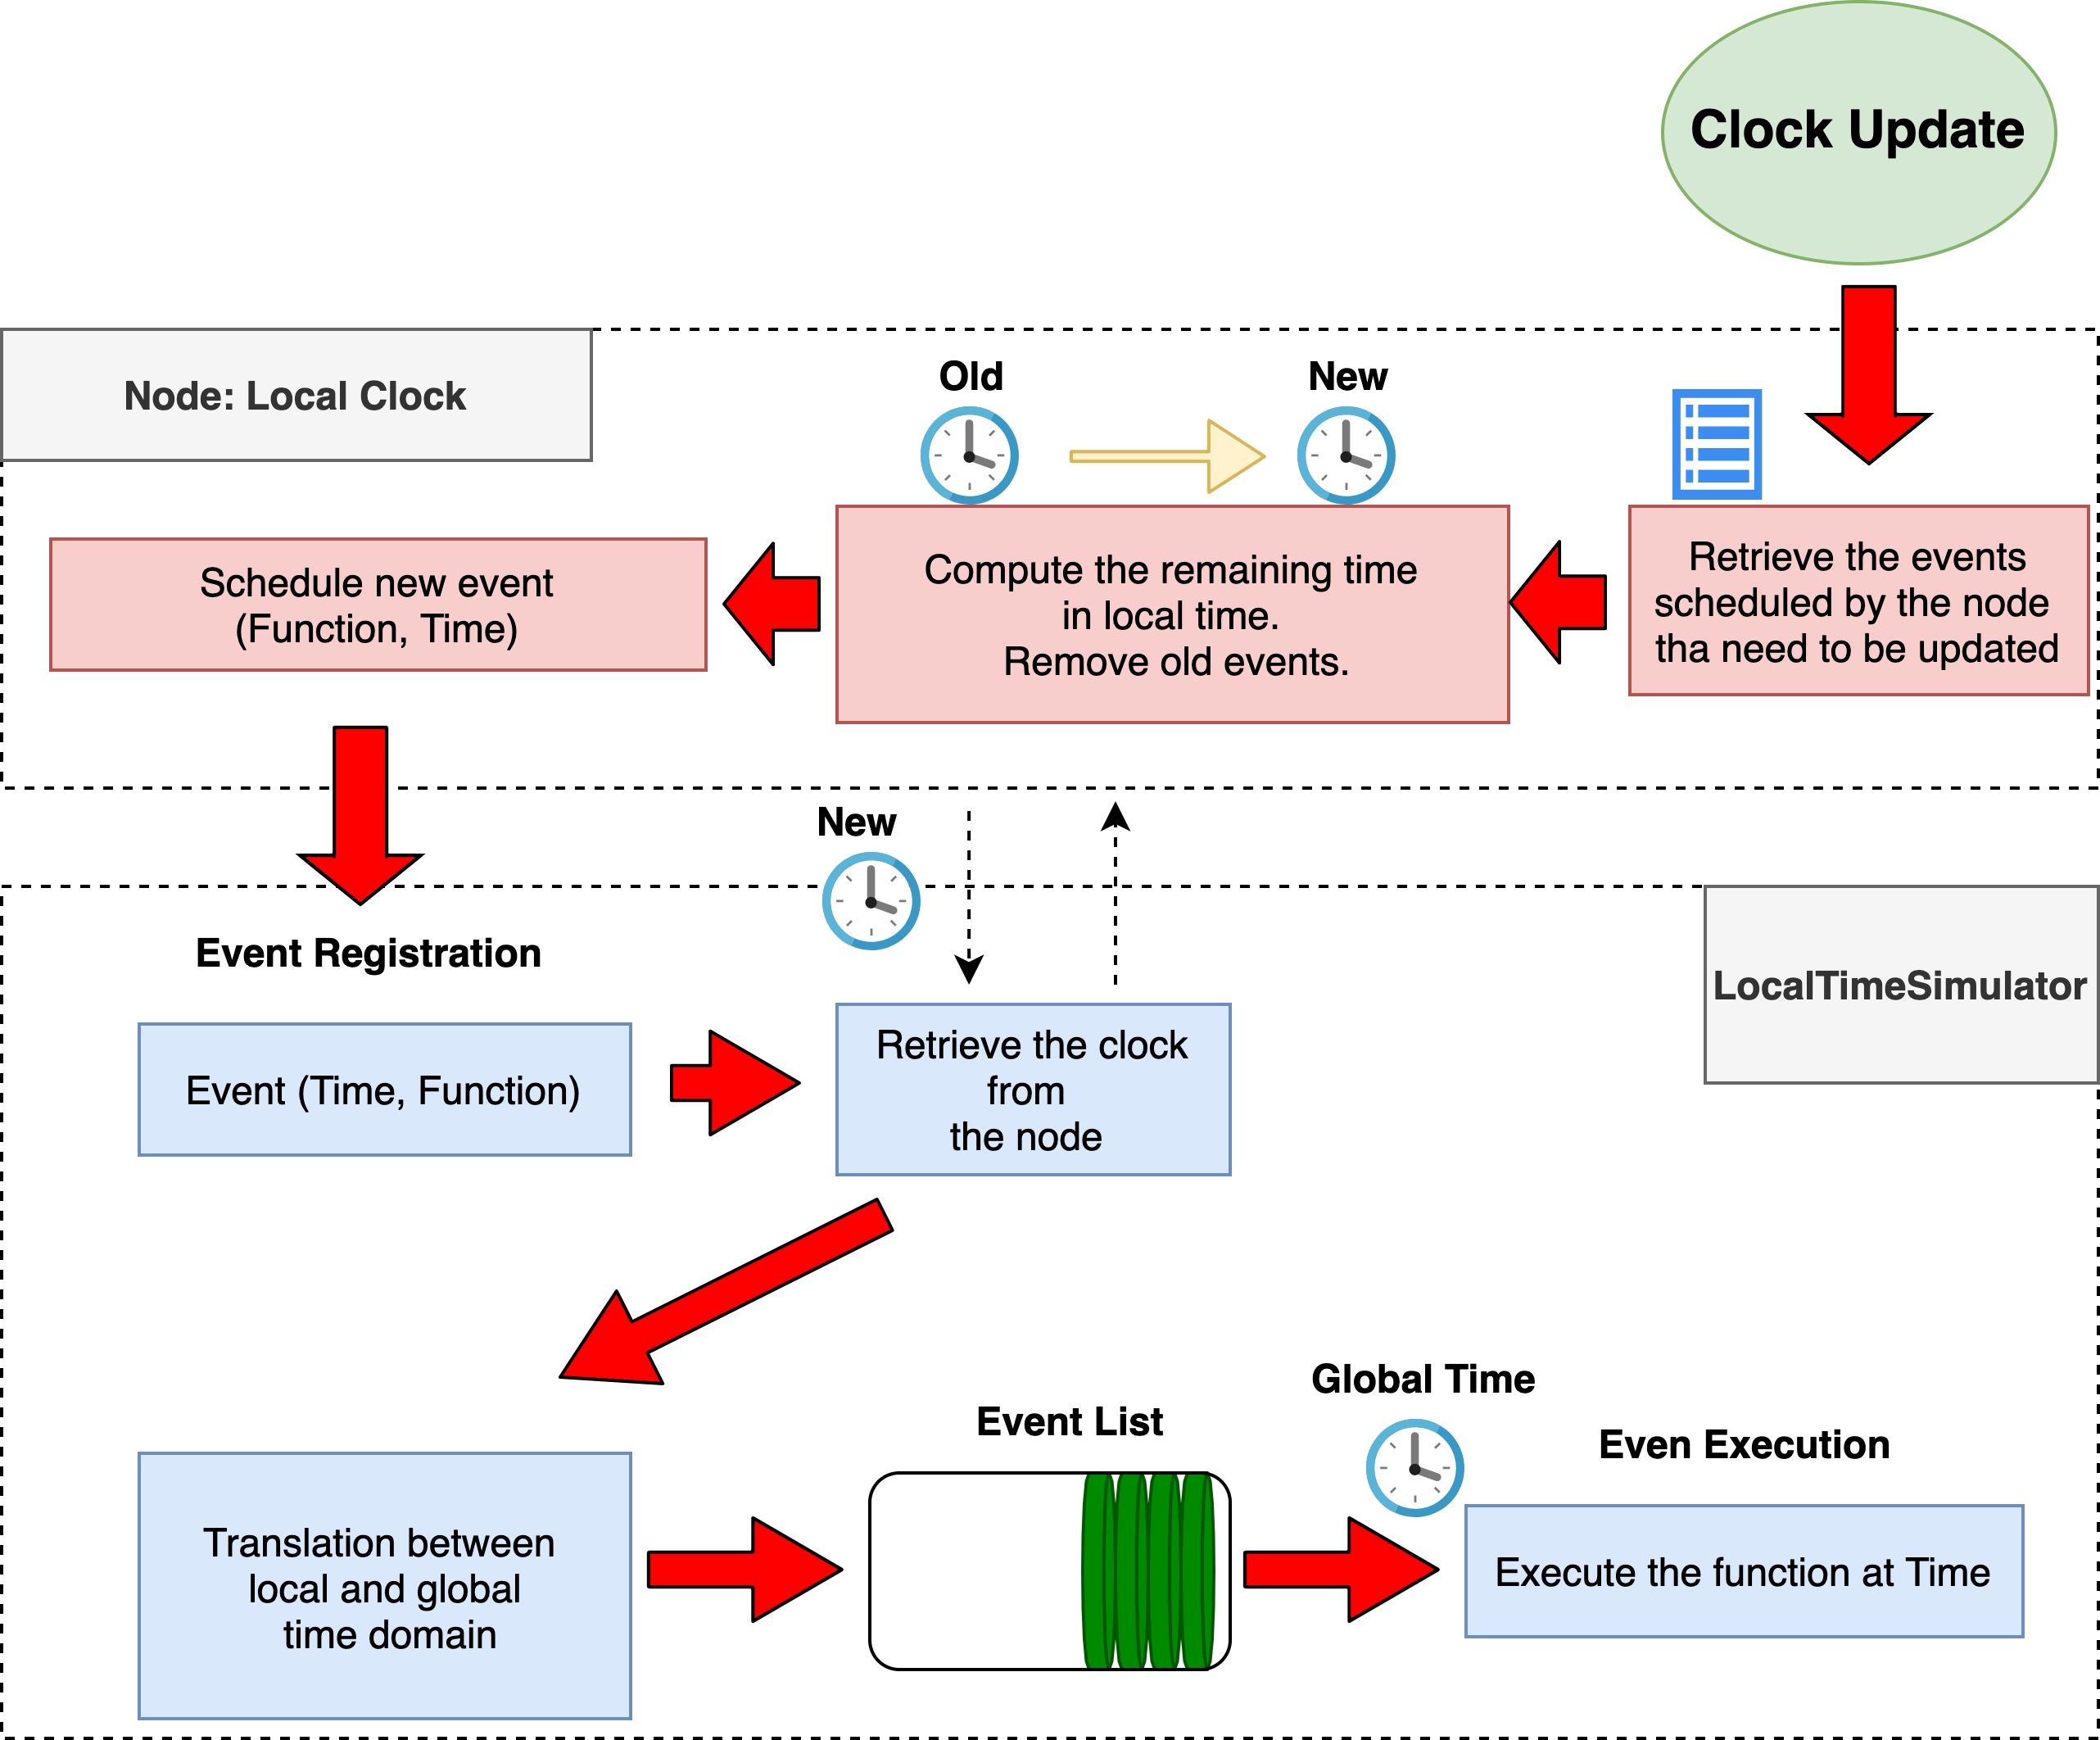 Clock Update
Node: Local Clock
Old
New
Retrieve the events
scheduled by the node
tha need to be updated
Compute the remaining time
in local time.
Remove old events.
Schedule new event
(Function, Time)
New
Event Registration
LocalTimeSimulator
Event (Time, Function)
Retrieve the clock
from
the node
Translation between
local and global
time domain
Event List
Global Time
Even Execution
Execute the function at Time